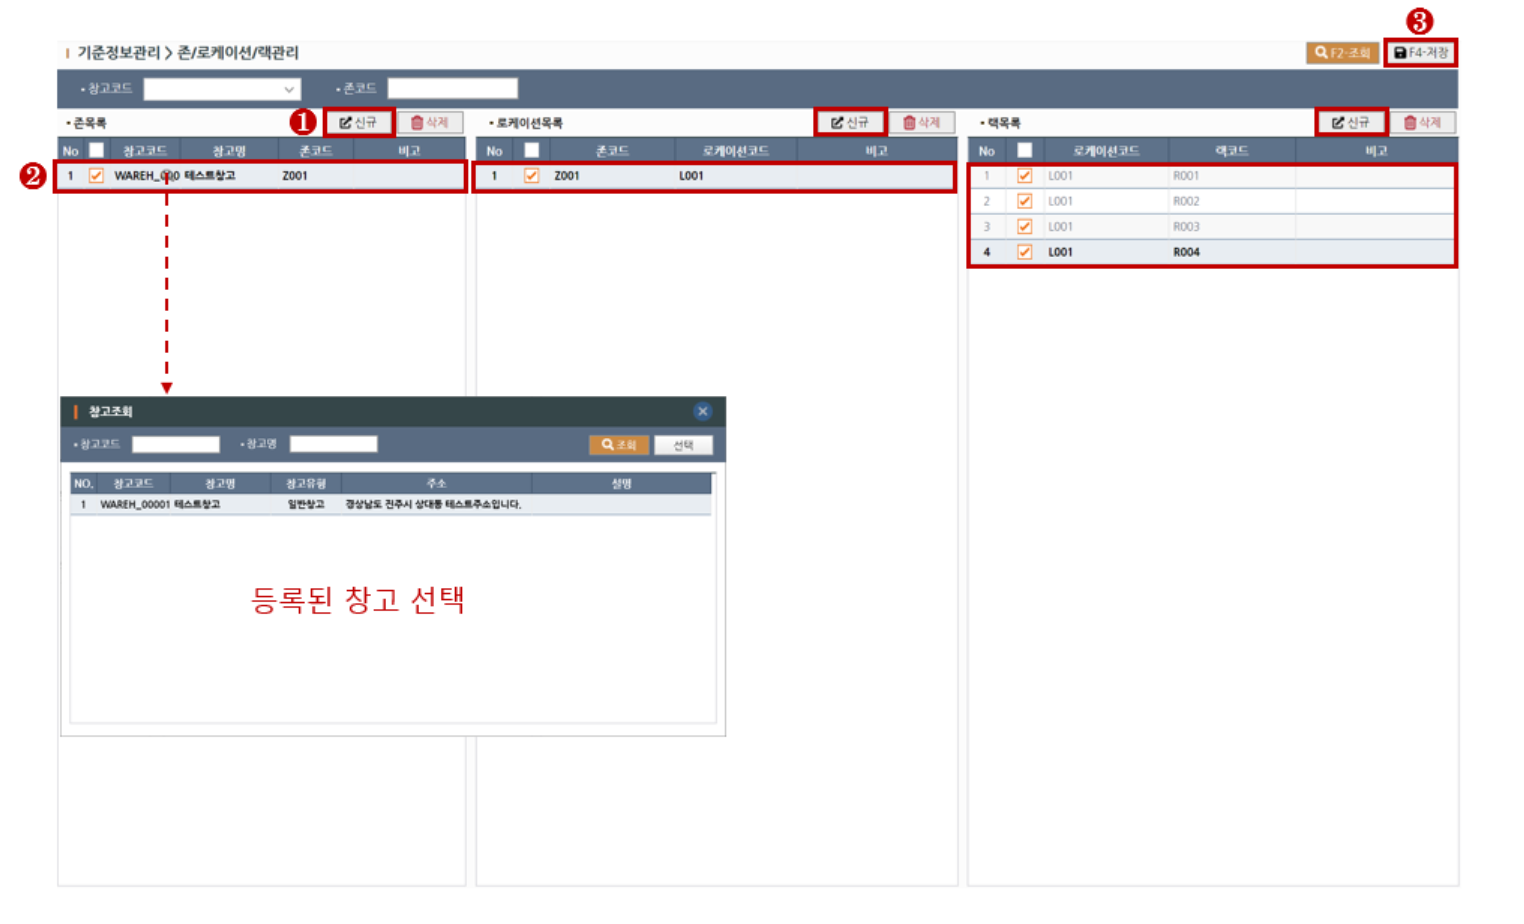 ❸
기준정보관리 > 존/로케이션/랙관리
F2-조회 F4-저장
• 창고코드 • 존코드
• 존목록 ❶ 신규 삭제 • 로케이션목록 신규 삭제 • 랙목록 신규 삭제
No 창고코드 창고명 존코드 비고 No 존코드 로케이션코드 비고 No 로케이션코드 랙코드 비고
❷ 1 테스트창고 Z001 1 Z001 L001 1 L001 R001
2 L001 R002
3 L001 R003
4 L001 R004
창고조회
• 창고코드 • 창고명 조회 선택
NO. 창고코드 창고명 창고유형 주소 설명
1 WAREH_00001 테스트창고 일반창고 경상남도 진주시 상대동 테스트주소입니다.
등록된 창고 선택